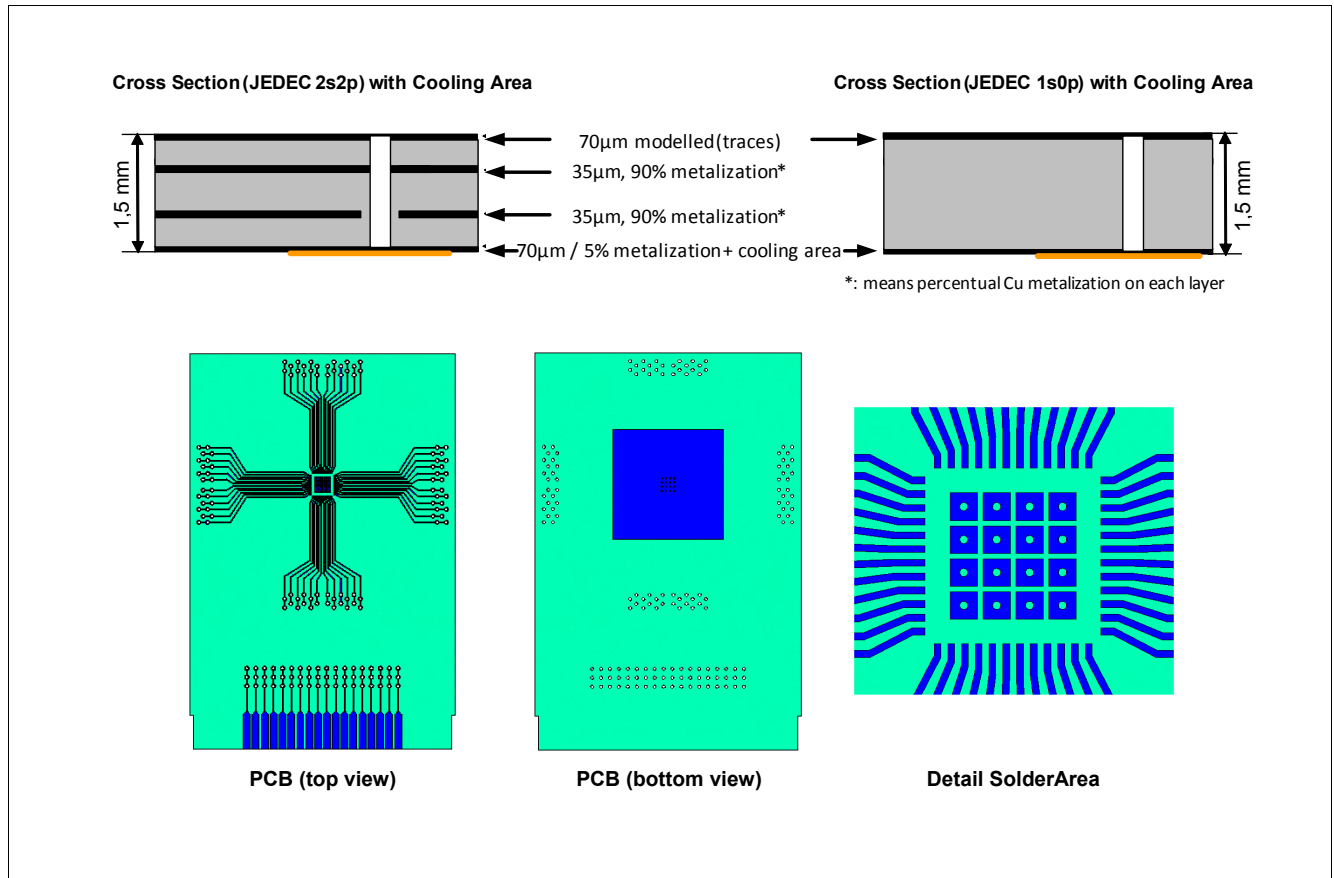 Cross Section (JEDEC 2s2p) with Cooling Area
Cross Section (JEDEC 1s0p) with Cooling Area
1,5 mm
70µm modelled (traces)
35µm, 90% metalization*
35µm, 90% metalization*
70µm / 5% metalization + cooling area
1,5 mm
*: means percentual Cu metalization on each layer
PCB (top view)
PCB (bottom view)
Detail SolderArea